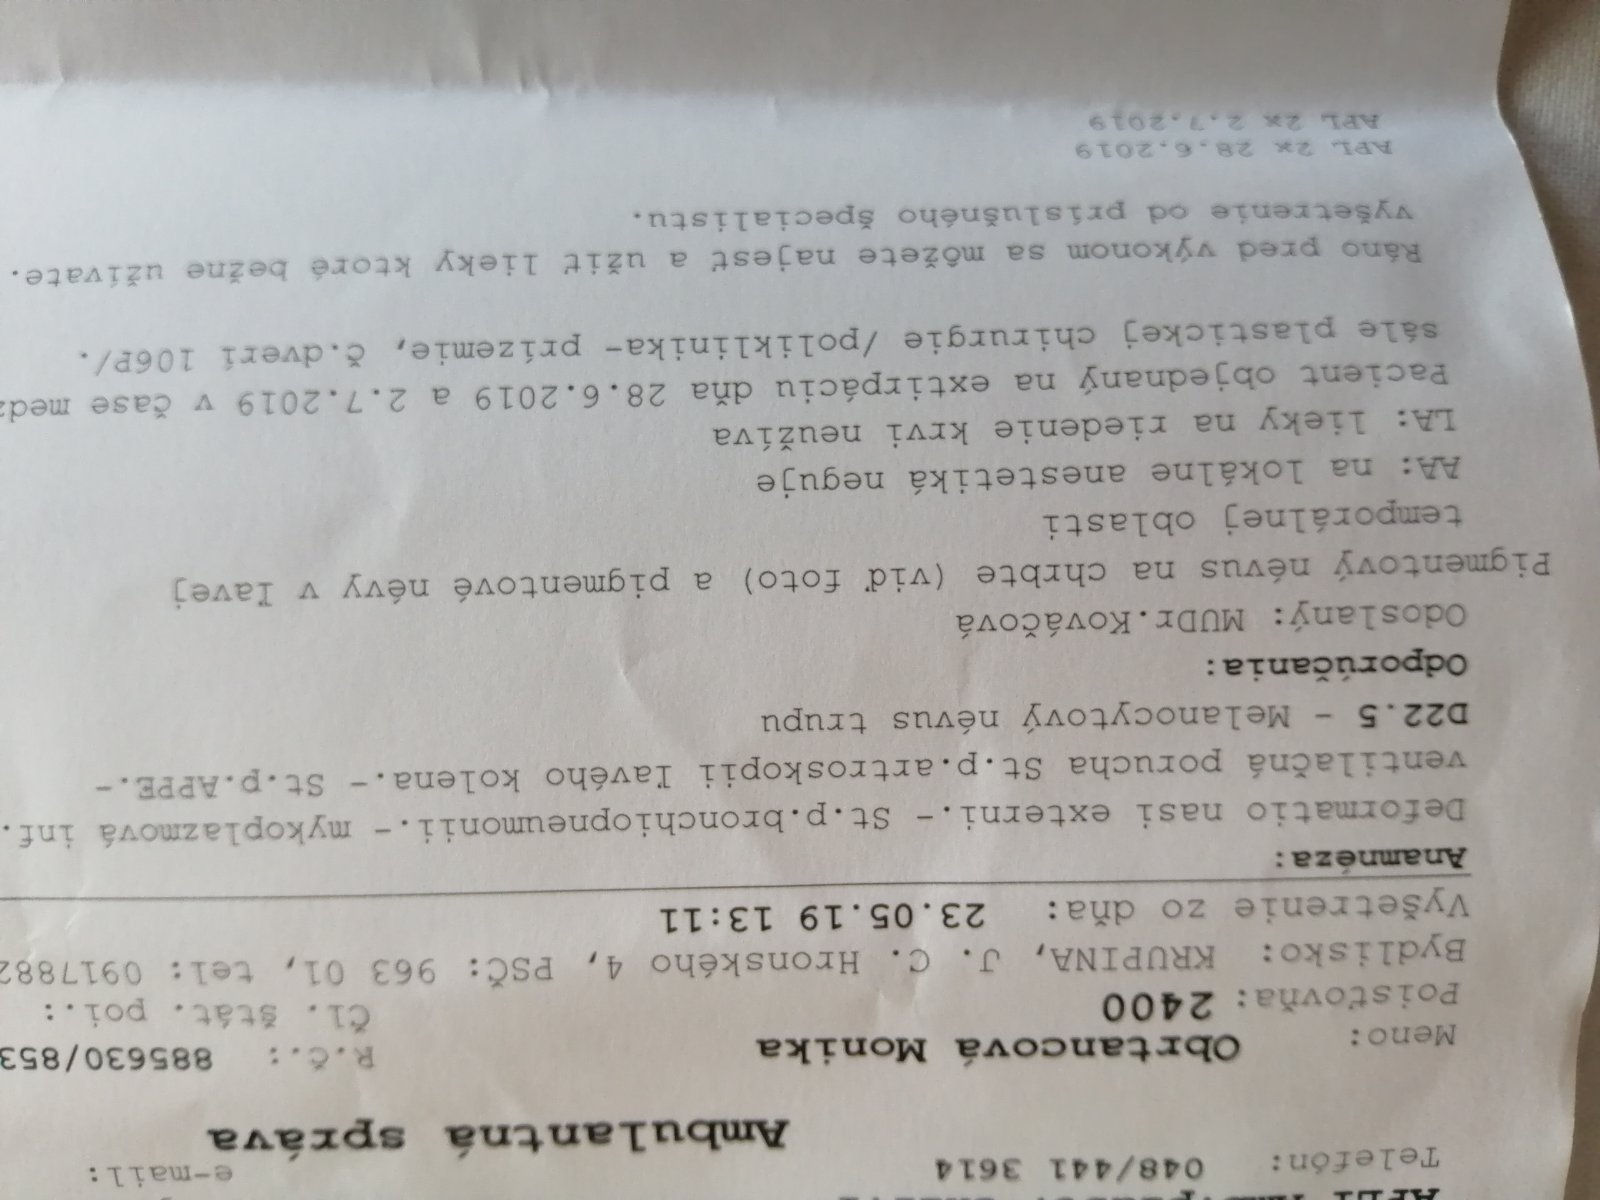 Telefón: 048/441 3614 e-mail:
Ambulantná správa
Meno: Obrtancová Monika R.č.: 885630/853
Poisťovňa: 2400 Čl. štát. poi.:
Bydlisko: KRUPINA, J. C. Hronského 4, PSČ: 963 01, tel: 0917882
Vyšetrenie zo dňa: 23.05.19 13:11
Anamnéza:
Deformatio nasi externi.- St.p.bronchiopneumonii.- mykoplazmová inf.
ventilačná porucha St.p.artroskopii ľavého kolena.- St.p.APPE.-
D22.5 - Melanocytový névus trupu
Odporúčania:
Odoslaný: MUDr.Kováčová
Pigmentový névus na chrbte (viď foto) a pigmentové névy v ľavej
temporálnej oblasti
AA: na lokálne anestetiká neguje
LA: lieky na riedenie krvi neužíva
Pacient objednaný na extirpáciu dňa 28.6.2019 a 2.7.2019 v čase medz
sále plastickej chirurgie /poliklinika- prízemie, č.dverí 106P/.
Ráno pred výkonom sa môžete najesť a užiť lieky ktoré bežne užívate.
vyšetrenie od príslušného špecialistu.
APL 2x 28.6.2019
APL 2x 2.7.2019